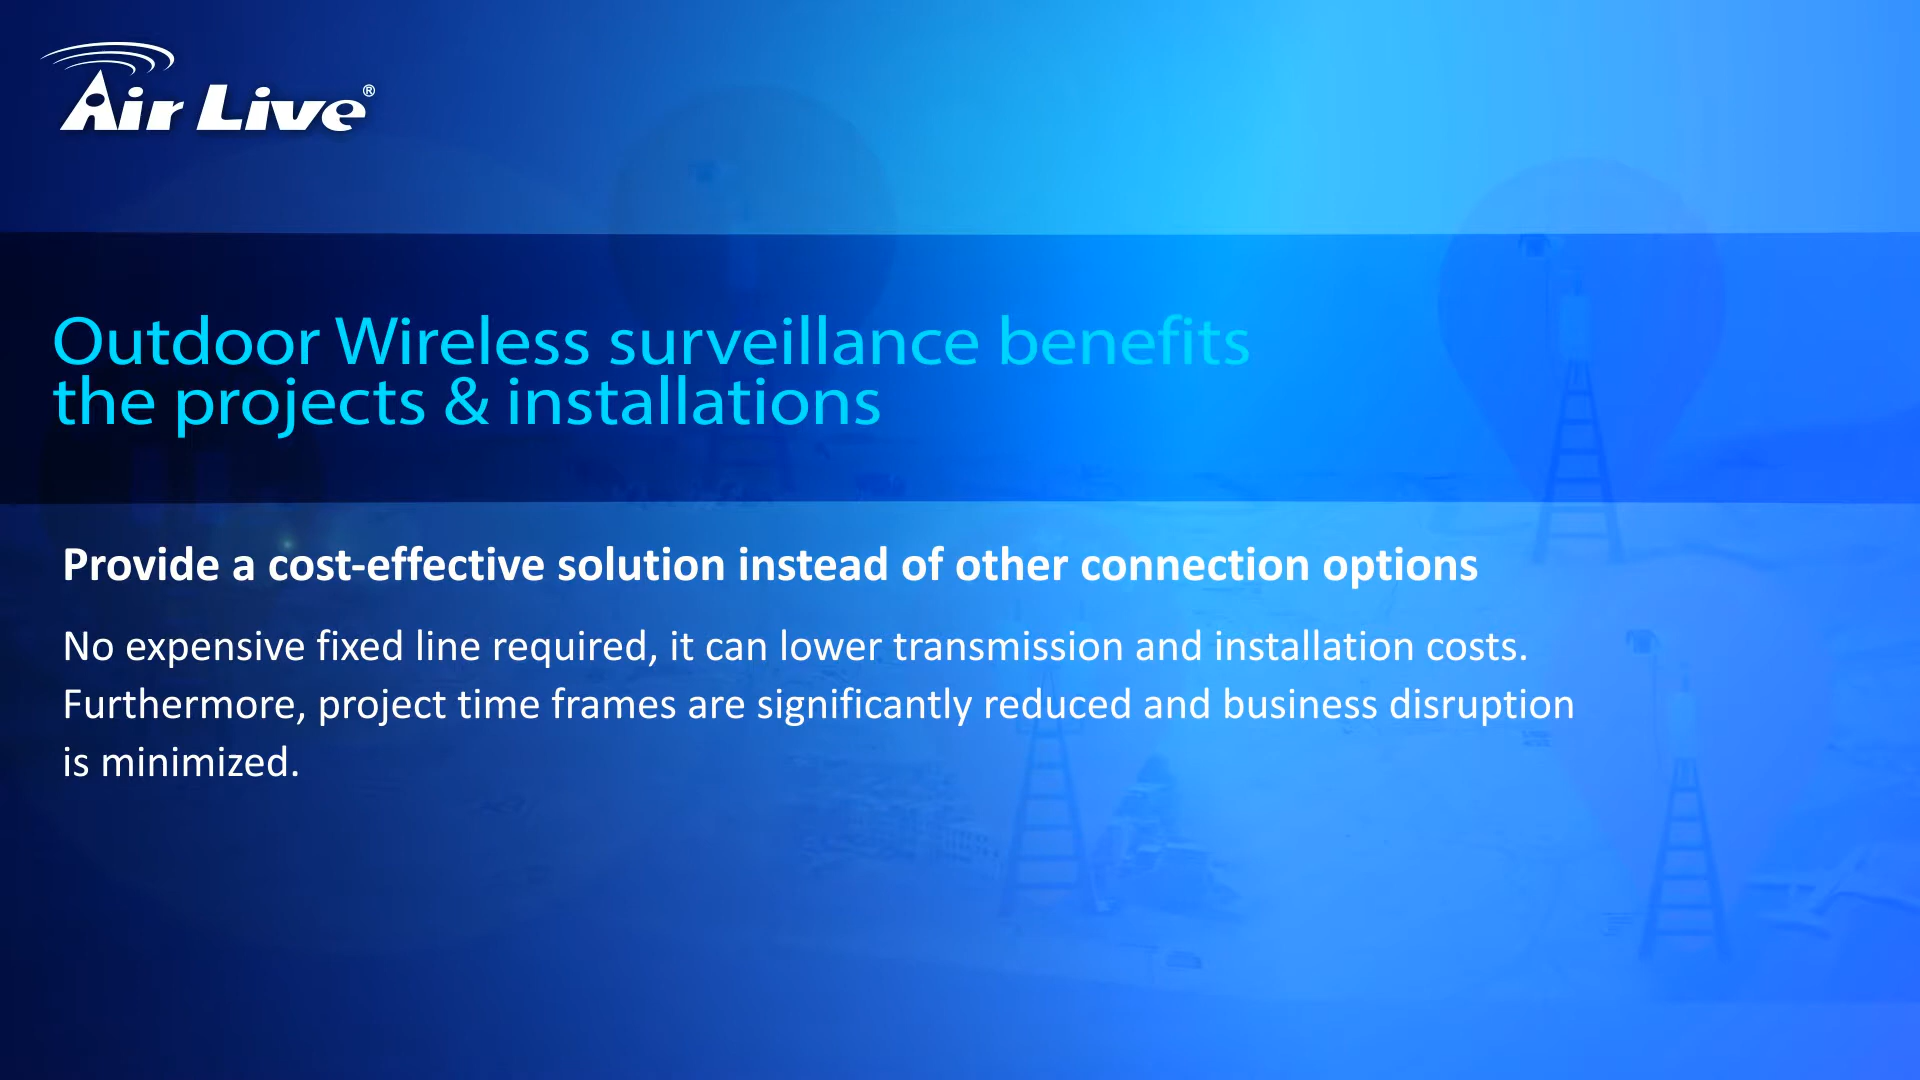 Air Live®
Outdoor Wireless surveillance benefits
the projects & installations
Provide a cost-effective solution instead of other connection options
No expensive fixed line required, it can lower transmission and installation costs.
Furthermore, project time frames are significantly reduced and business disruption
is minimized.